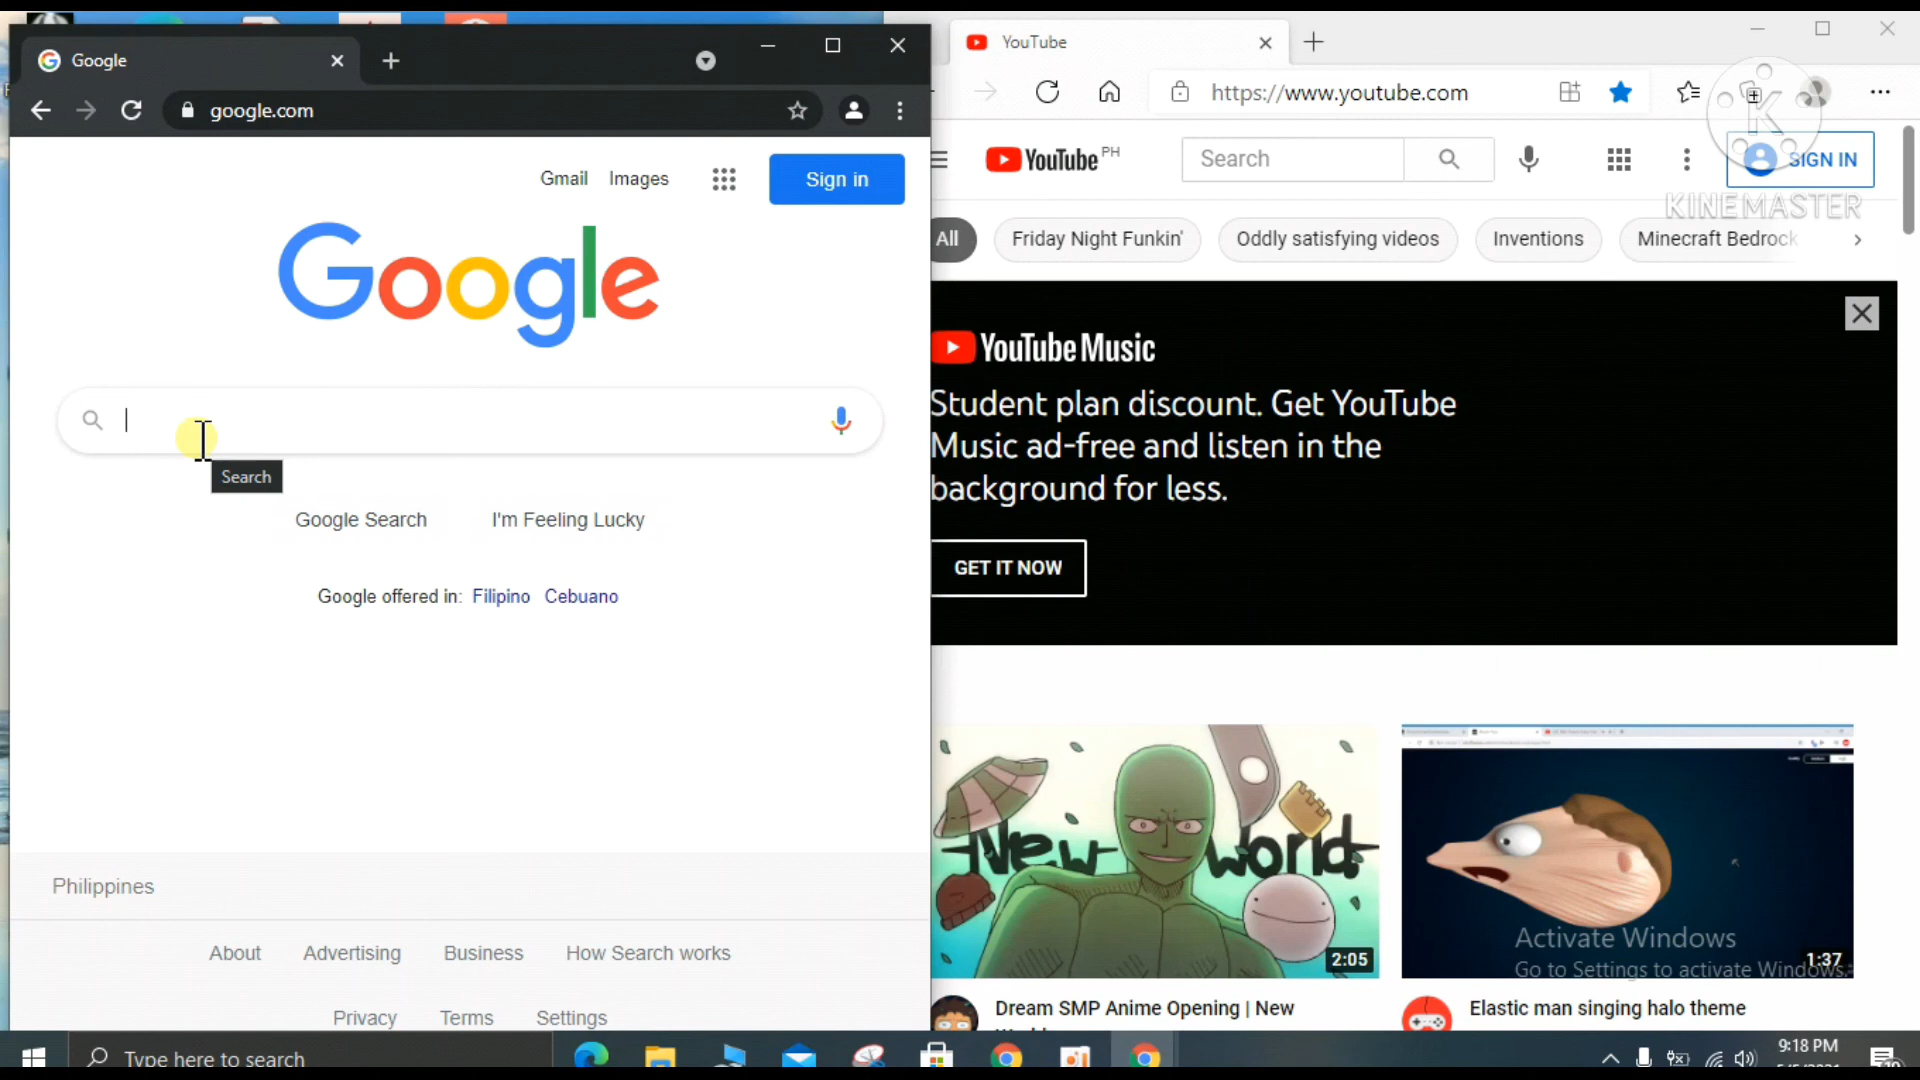 Google
google.com
Gmail Images
Sign in
Google
Search
Google Search I'm Feeling Lucky
Google offered in: Filipino Cebuano
Philippines
About Advertising Business How Search works
Privacy Terms Settings
YouTube
https://www.youtube.com
YouTube PH
Search
SIGN IN
KINEMASTER
All Friday Night Funkin' Oddly satisfying videos Inventions Minecraft Bedrock
YouTube Music
Student plan discount. Get YouTube
Music ad-free and listen in the
background for less.
GET IT NOW
New World
2:05
Activate Windows
Go to Settings to activate Windows.
1:37
Dream SMP Anime Opening | New
Elastic man singing halo theme
Type here to search
9:18 PM